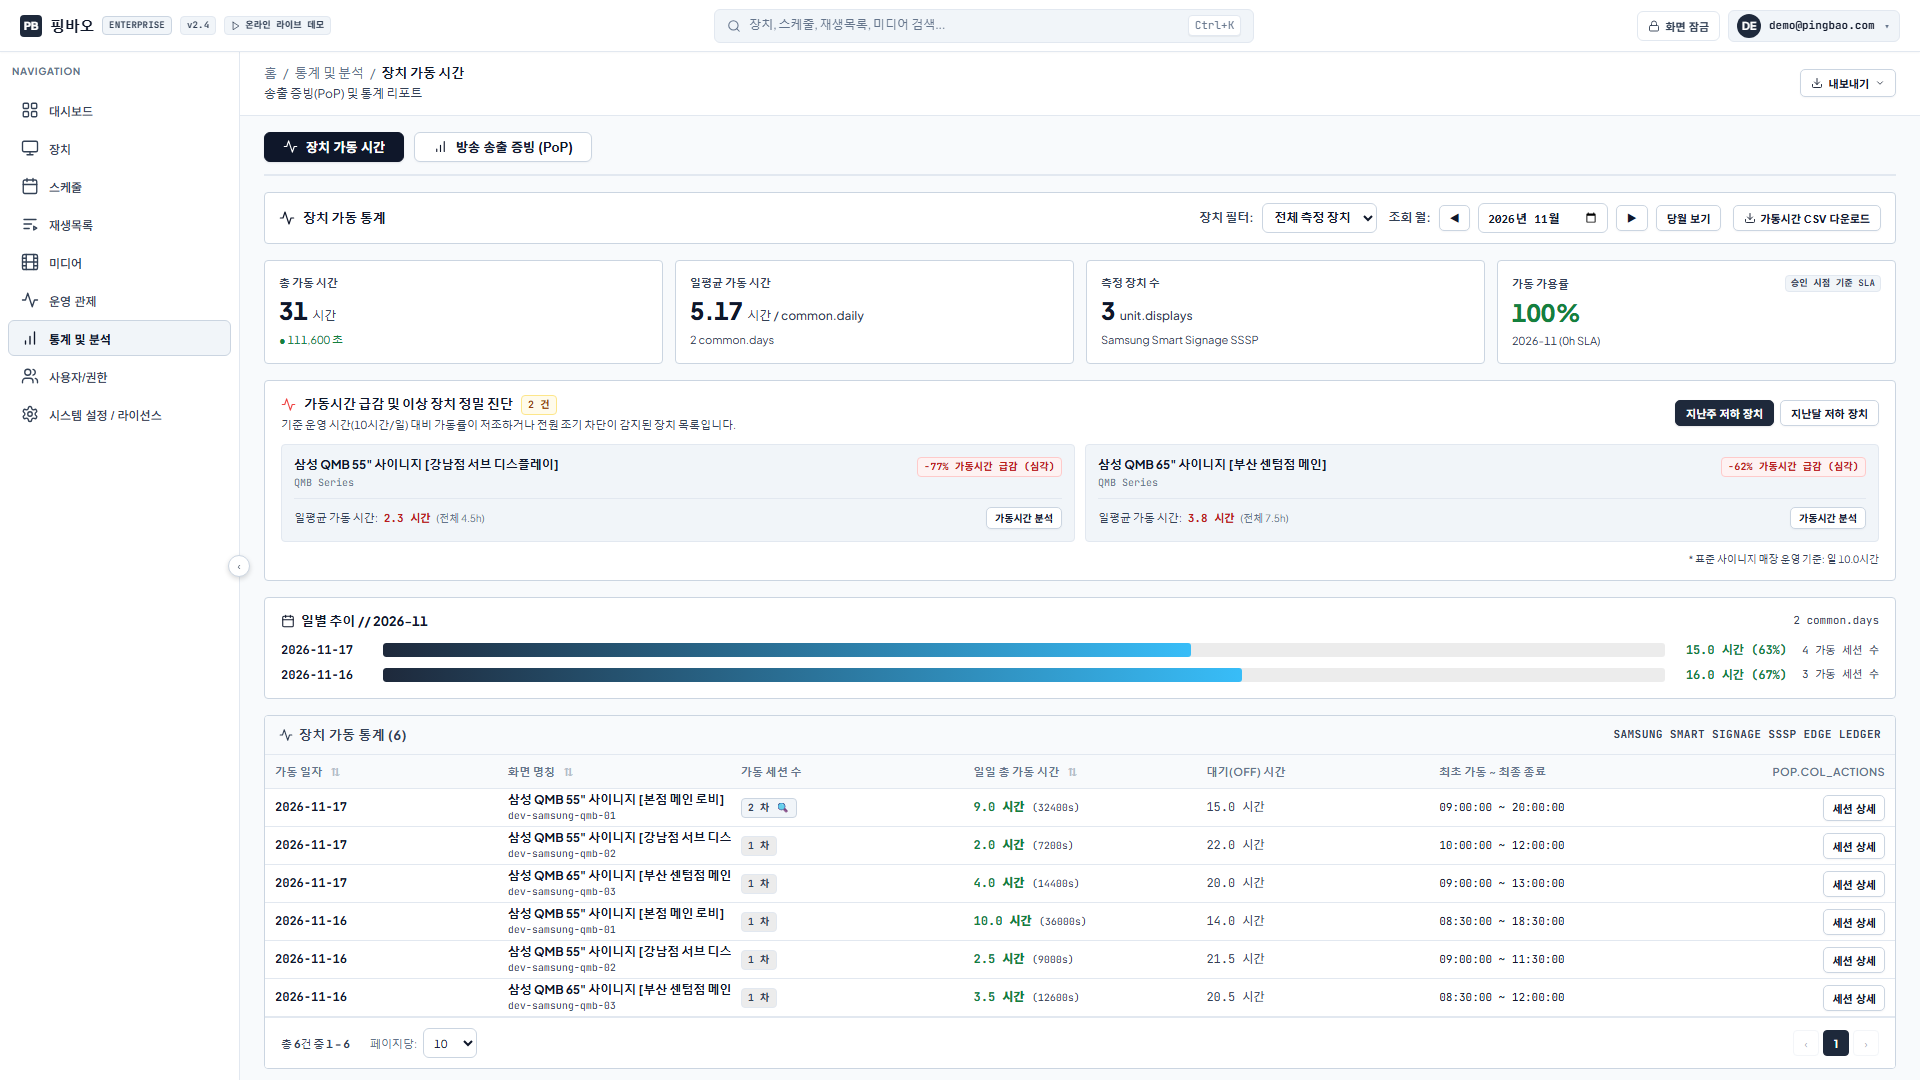 PB 핑바오 ENTERPRISE v2.4 ▷ 온라인 라이브 데모
장치, 스케줄, 재생목록, 미디어 검색... Ctrl+K
화면 잠금
DE demo@pingbao.com
NAVIGATION
대시보드
장치
스케줄
재생목록
미디어
운영 관제
통계 및 분석
사용자/권한
시스템 설정 / 라이선스
홈 / 통계 및 분석 / 장치 가동 시간
송출 증빙(PoP) 및 통계 리포트
내보내기
장치 가동 시간
방송 송출 증빙 (PoP)
장치 가동 통계
장치 필터: 전체 측정 장치 조회 월: ◀ 2026년 11월 ▶ 당월 보기 가동시간 CSV 다운로드
총 가동 시간
31 시간
● 111,600 초
일평균 가동 시간
5.17 시간 / common.daily
2 common.days
측정 장치 수
3 unit.displays
Samsung Smart Signage SSSP
가동 가용률 승인 시점 기준 SLA
100%
2026-11 (0h SLA)
가동시간 급감 및 이상 장치 정밀 진단 2 건
기준 운영 시간(10시간/일) 대비 가동률이 저조하거나 전원 조기 차단이 감지된 장치 목록입니다.
지난주 저하 장치 지난달 저하 장치
삼성 QMB 55" 사이니지 [강남점 서브 디스플레이] -77% 가동시간 급감 (심각)
QMB Series
일평균 가동 시간: 2.3 시간 (전체 4.5h) 가동시간 분석
삼성 QMB 65" 사이니지 [부산 센텀점 메인] -62% 가동시간 급감 (심각)
QMB Series
일평균 가동 시간: 3.8 시간 (전체 7.5h) 가동시간 분석
* 표준 사이니지 매장 운영 기준: 일 10.0시간
일별 추이 // 2026-11 2 common.days
2026-11-17 15.0 시간 (63%) 4 가동 세션 수
2026-11-16 16.0 시간 (67%) 3 가동 세션 수
장치 가동 통계 (6) SAMSUNG SMART SIGNAGE SSSP EDGE LEDGER
가동 일자 ⇅ 화면 명칭 ⇅ 가동 세션 수 일일 총 가동 시간 ⇅ 대기(OFF) 시간 최초 가동 ~ 최종 종료 POP.COL_ACTIONS
2026-11-17 삼성 QMB 55" 사이니지 [본점 메인 로비] 2 차 🔍 9.0 시간 (32400s) 15.0 시간 09:00:00 ~ 20:00:00 세션 상세
dev-samsung-qmb-01
2026-11-17 삼성 QMB 55" 사이니지 [강남점 서브 디스 1 차 2.0 시간 (7200s) 22.0 시간 10:00:00 ~ 12:00:00 세션 상세
dev-samsung-qmb-02
2026-11-17 삼성 QMB 65" 사이니지 [부산 센텀점 메인 1 차 4.0 시간 (14400s) 20.0 시간 09:00:00 ~ 13:00:00 세션 상세
dev-samsung-qmb-03
2026-11-16 삼성 QMB 55" 사이니지 [본점 메인 로비] 1 차 10.0 시간 (36000s) 14.0 시간 08:30:00 ~ 18:30:00 세션 상세
dev-samsung-qmb-01
2026-11-16 삼성 QMB 55" 사이니지 [강남점 서브 디스 1 차 2.5 시간 (9000s) 21.5 시간 09:00:00 ~ 11:30:00 세션 상세
dev-samsung-qmb-02
2026-11-16 삼성 QMB 65" 사이니지 [부산 센텀점 메인 1 차 3.5 시간 (12600s) 20.5 시간 08:30:00 ~ 12:00:00 세션 상세
dev-samsung-qmb-03
총 6건 중 1 - 6 페이지당: 10 ‹ 1 ›